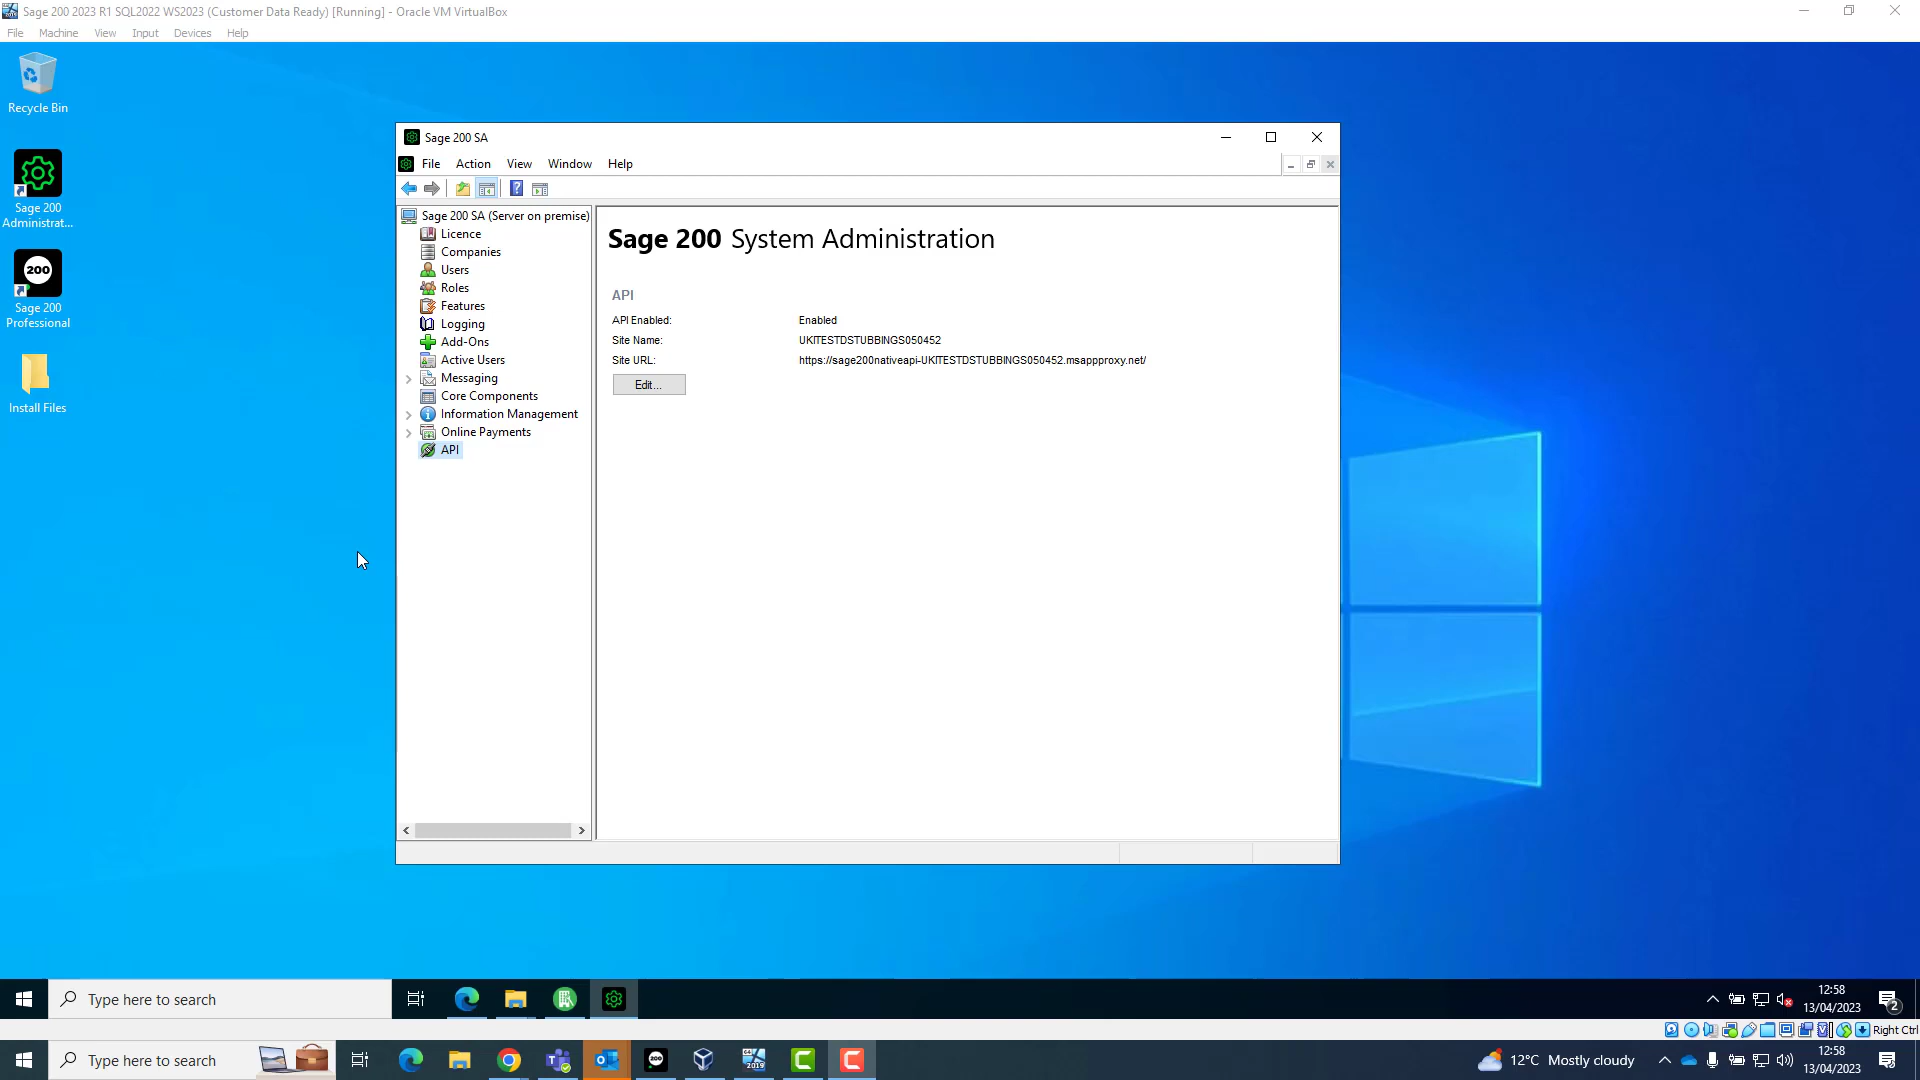 Sage 200 2023 R1 SQL2022 WS2023 (Customer Data Ready) [Running] - Oracle VM VirtualBox
File Machine View Input Devices Help
Recycle Bin
Sage 200
Administrat...
200
Sage 200
Professional
Install Files
Sage 200 SA
File Action View Window Help
Sage 200 SA (Server on premise)
Licence
Companies
Users
Roles
Features
Logging
Add-Ons
Active Users
Messaging
Core Components
Information Management
Online Payments
API
Sage 200 System Administration
API
API Enabled: Enabled
Site Name: UKITESTDSTUBBINGS050452
Site URL: https://sage200nativeapi-UKITESTDSTUBBINGS050452.msappproxy.net/
Edit...
Type here to search
12:58
13/04/2023
2
Right Ctrl
Type here to search
200
64
2019
12°C Mostly cloudy
12:58
13/04/2023